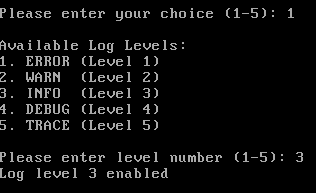 Please enter your choice (1-5): 1
Available Log Levels:
1. ERROR (Level 1)
2. WARN  (Level 2)
3. INFO  (Level 3)
4. DEBUG (Level 4)
5. TRACE (Level 5)
Please enter level number (1-5): 3
Log level 3 enabled